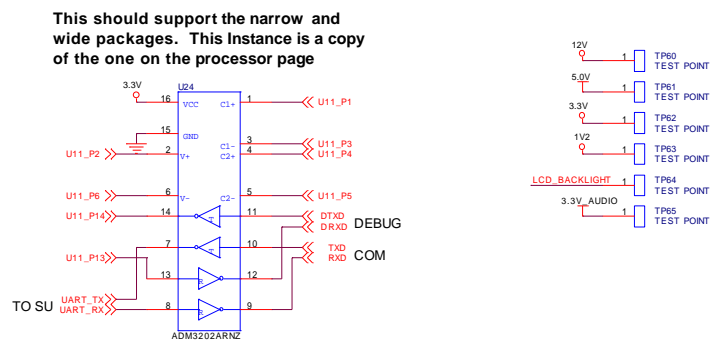 This should support the narrow and
wide packages. This Instance is a copy
of the one on the processor page
3.3V
U24
16 VCC C1+ 1 U11_P1
15 GND
C1- 3 U11_P3
U11_P2 2 V+ C2+ 4 U11_P4
U11_P6 6 V- C2- 5 U11_P5
U11_P14 14 T 11 DTXD
DRXD DEBUG
7 T 10 TXD
U11_P13 RXD COM
13 R 12
TO SU UART_TX
UART_RX 8 R 9
ADM3202ARNZ
12V
1 TP60
TEST POINT
5.0V
1 TP61
TEST POINT
3.3V
1 TP62
TEST POINT
1V2
1 TP63
TEST POINT
LCD_BACKLIGHT 1 TP64
TEST POINT
3.3V_AUDIO
1 TP65
TEST POINT